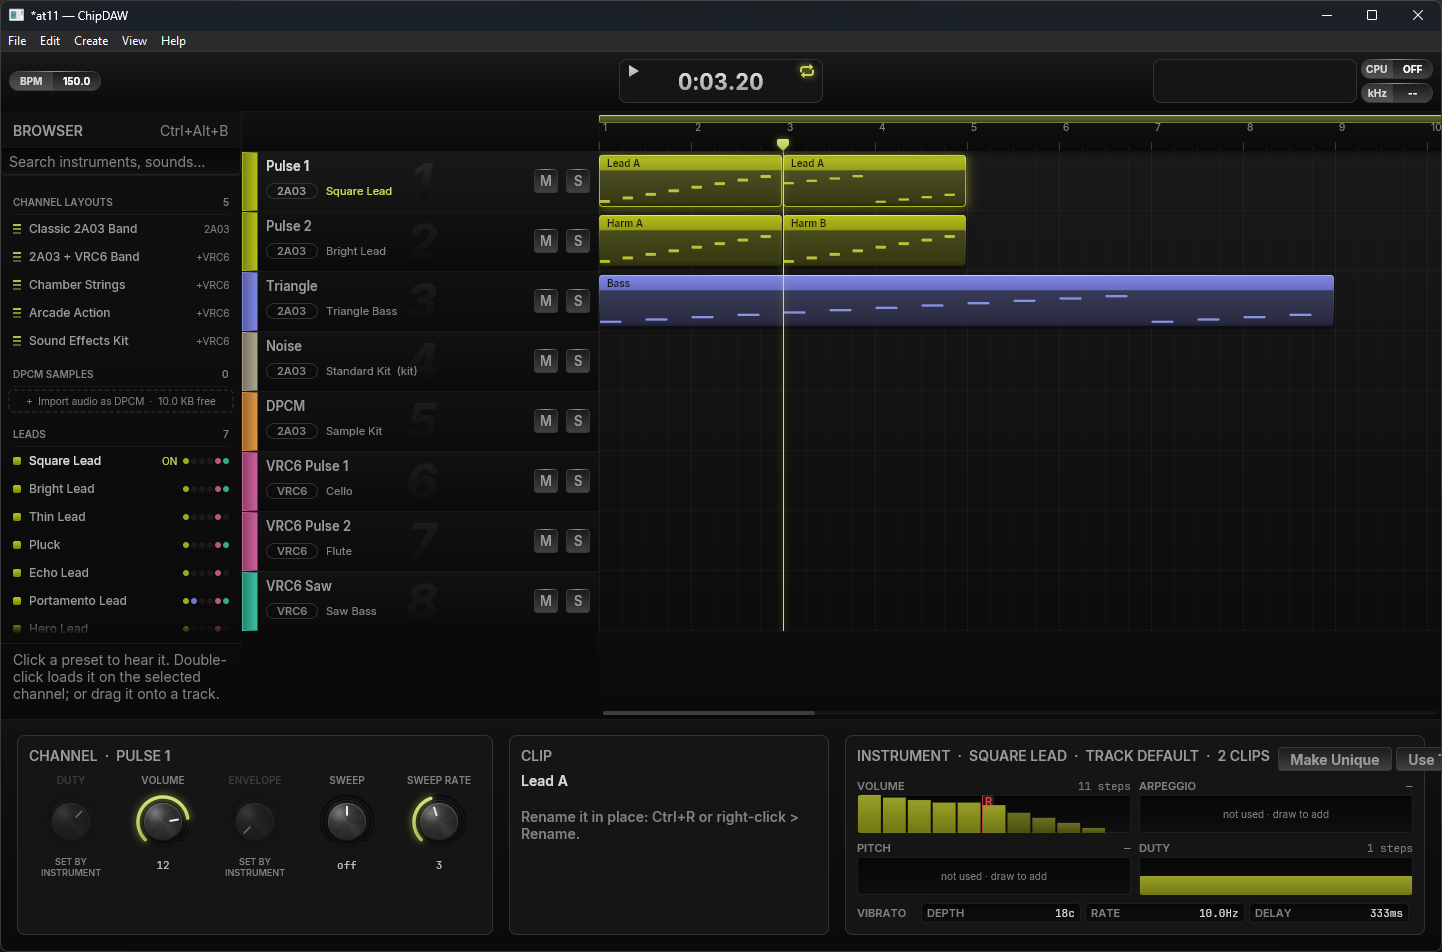 *at11 — ChipDAW
File Edit Create View Help
BPM 150.0
0:03.20
CPU OFF
kHz --
BROWSER Ctrl+Alt+B
Search instruments, sounds...
CHANNEL LAYOUTS 5
Classic 2A03 Band 2A03
2A03 + VRC6 Band +VRC6
Chamber Strings +VRC6
Arcade Action +VRC6
Sound Effects Kit +VRC6
DPCM SAMPLES 0
+ Import audio as DPCM · 10.0 KB free
LEADS 7
Square Lead ON
Bright Lead
Thin Lead
Pluck
Echo Lead
Portamento Lead
Hero Lead
Click a preset to hear it. Double-
click loads it on the selected
channel; or drag it onto a track.
1 2 3 4 5 6 7 8 9 10
Pulse 1 1 M S
2A03 Square Lead
Lead A Lead A
Pulse 2 2 M S
2A03 Bright Lead
Harm A Harm B
Triangle 3 M S
2A03 Triangle Bass
Bass
Noise 4 M S
2A03 Standard Kit (kit)
DPCM 5 M S
2A03 Sample Kit
VRC6 Pulse 1 6 M S
VRC6 Cello
VRC6 Pulse 2 7 M S
VRC6 Flute
VRC6 Saw 8 M S
VRC6 Saw Bass
CHANNEL · PULSE 1
DUTY VOLUME ENVELOPE SWEEP SWEEP RATE
SET BY
INSTRUMENT
12
SET BY
INSTRUMENT
off
3
CLIP
Lead A
Rename it in place: Ctrl+R or right-click >
Rename.
INSTRUMENT · SQUARE LEAD · TRACK DEFAULT · 2 CLIPS Make Unique Use
VOLUME 11 steps
R
ARPEGGIO –
not used · draw to add
PITCH –
not used · draw to add
DUTY 1 steps
VIBRATO DEPTH 18c RATE 10.0Hz DELAY 333ms